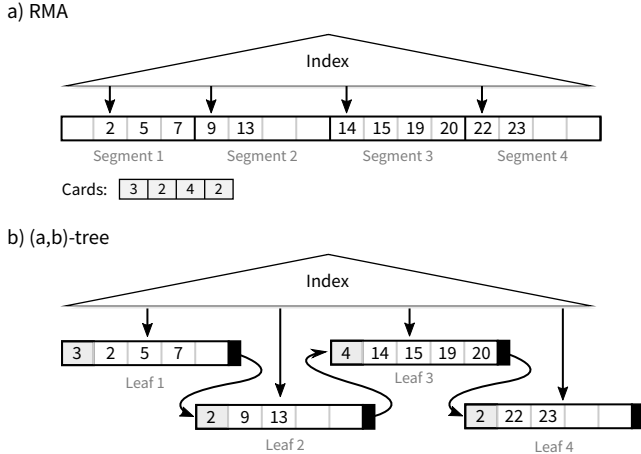 a) RMA
Index
2 5 7 9 13 14 15 19 20 22 23
Segment 1 Segment 2 Segment 3 Segment 4
Cards: 3 2 4 2
b) (a,b)-tree
Index
3 2 5 7
Leaf 1
4 14 15 19 20
Leaf 3
2 9 13
Leaf 2
2 22 23
Leaf 4